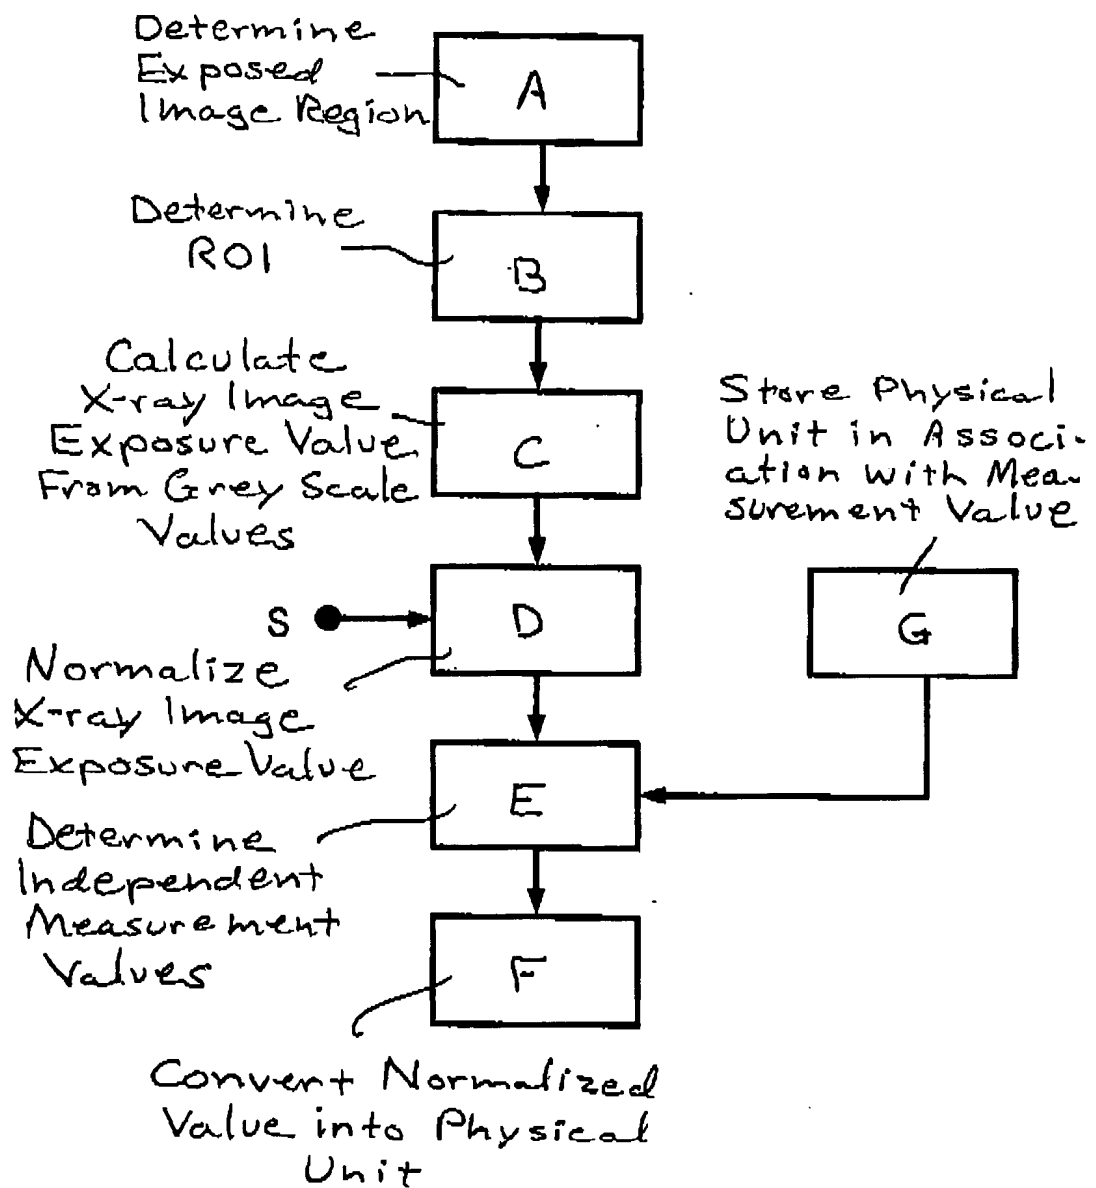 Determine
Exposed
Image Region
A
Determine
ROI
B
Calculate
X-ray Image
Exposure Value
From Grey Scale
Values
C
Store Physical
Unit in Associ-
ation with Mea-
surement Value
S
D
G
Normalize
X-ray Image
Exposure Value
E
Determine
Independent
Measurement
Values
F
Convert Normalized
Value into Physical
Unit